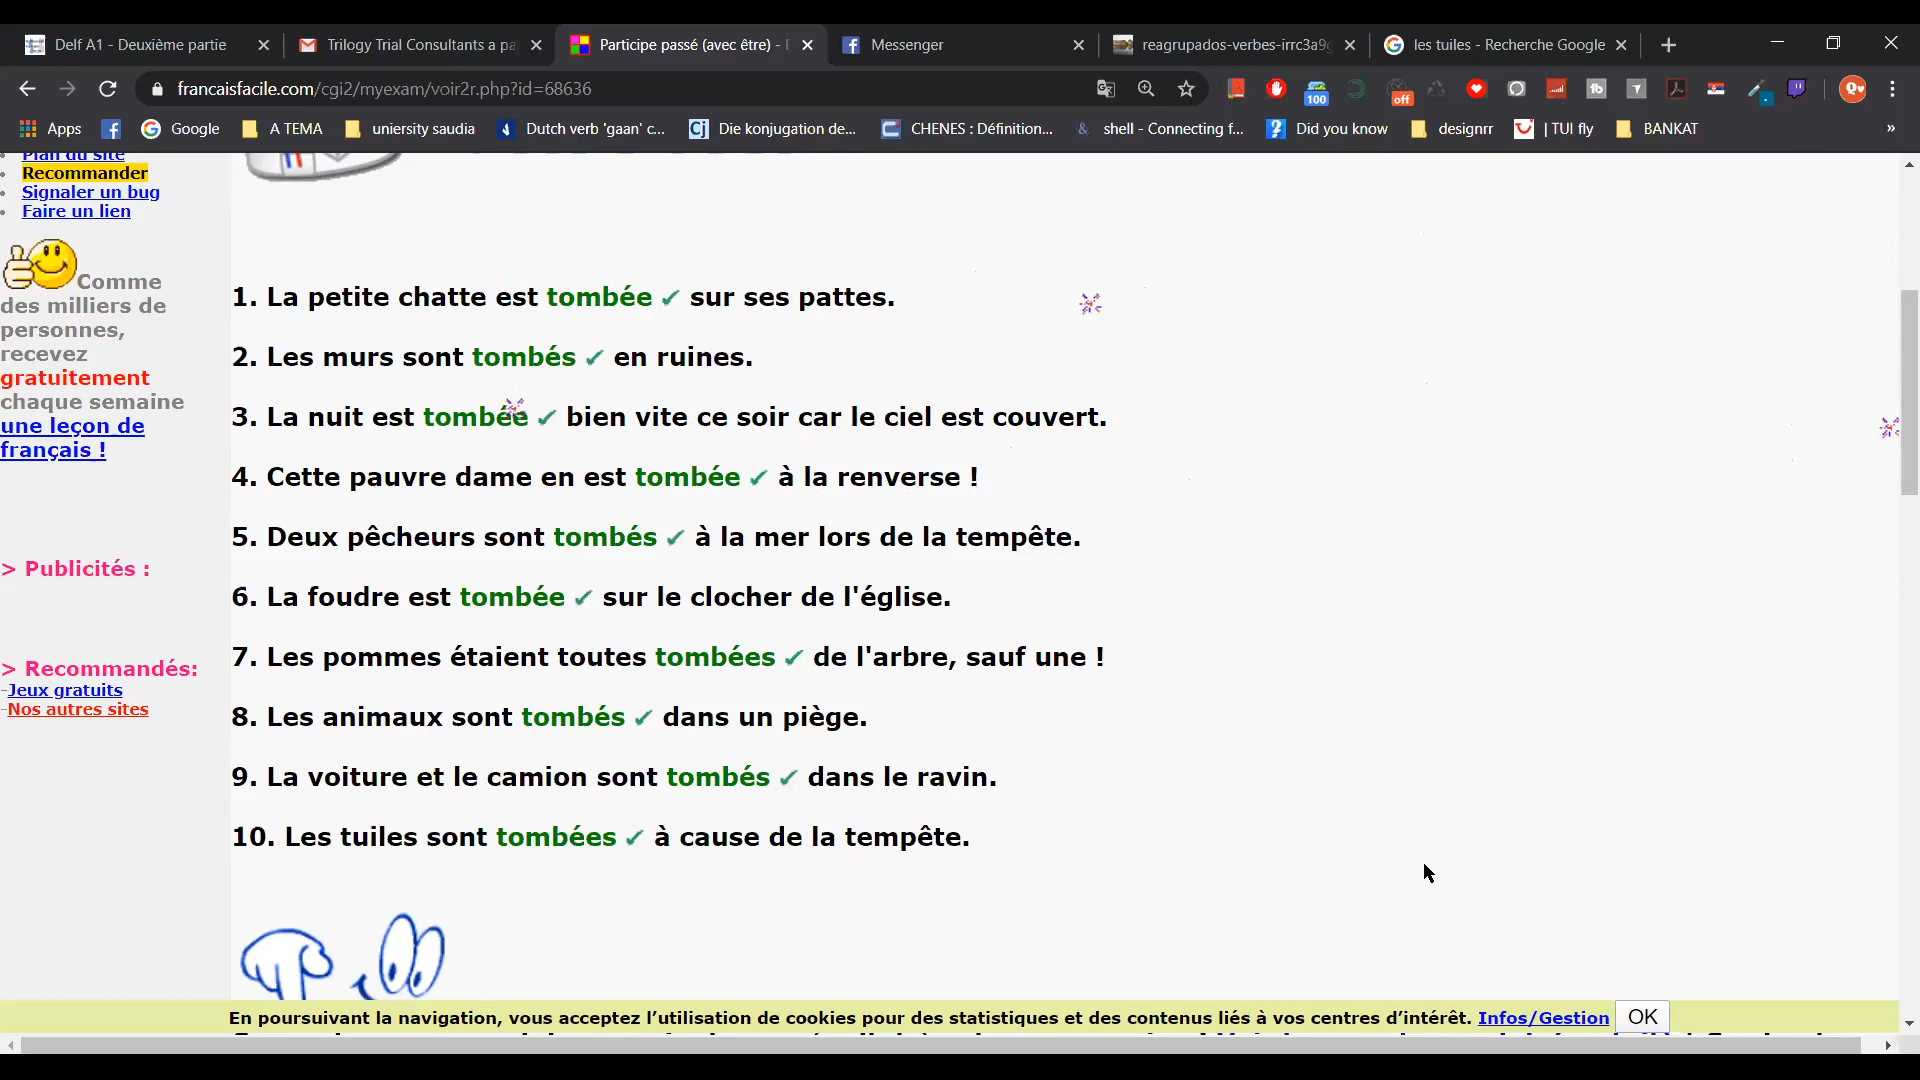 Delf A1 - Deuxième partie
Trilogy Trial Consultants a pa
Participe passé (avec être) -
Messenger
reagrupados-verbes-irrc3a9g
les tuiles - Recherche Google
francaisfacile.com/cgi2/myexam/voir2r.php?id=68636
100
off
Apps
Google
A TEMA
uniersity saudia
Dutch verb 'gaan' c...
Die konjugation de...
CHENES : Définition...
shell - Connecting f...
Did you know
designrr
| TUI fly
BANKAT
»
Plan du site
Recommander
Signaler un bug
Faire un lien
Comme
des milliers de
personnes,
recevez
gratuitement
chaque semaine
une leçon de
français !
> Publicités :
> Recommandés:
-Jeux gratuits
-Nos autres sites
1. La petite chatte est tombée ✓ sur ses pattes.
2. Les murs sont tombés ✓ en ruines.
3. La nuit est tombée ✓ bien vite ce soir car le ciel est couvert.
4. Cette pauvre dame en est tombée ✓ à la renverse !
5. Deux pêcheurs sont tombés ✓ à la mer lors de la tempête.
6. La foudre est tombée ✓ sur le clocher de l'église.
7. Les pommes étaient toutes tombées ✓ de l'arbre, sauf une !
8. Les animaux sont tombés ✓ dans un piège.
9. La voiture et le camion sont tombés ✓ dans le ravin.
10. Les tuiles sont tombées ✓ à cause de la tempête.
En poursuivant la navigation, vous acceptez l’utilisation de cookies pour des statistiques et des contenus liés à vos centres d’intérêt. Infos/Gestion OK